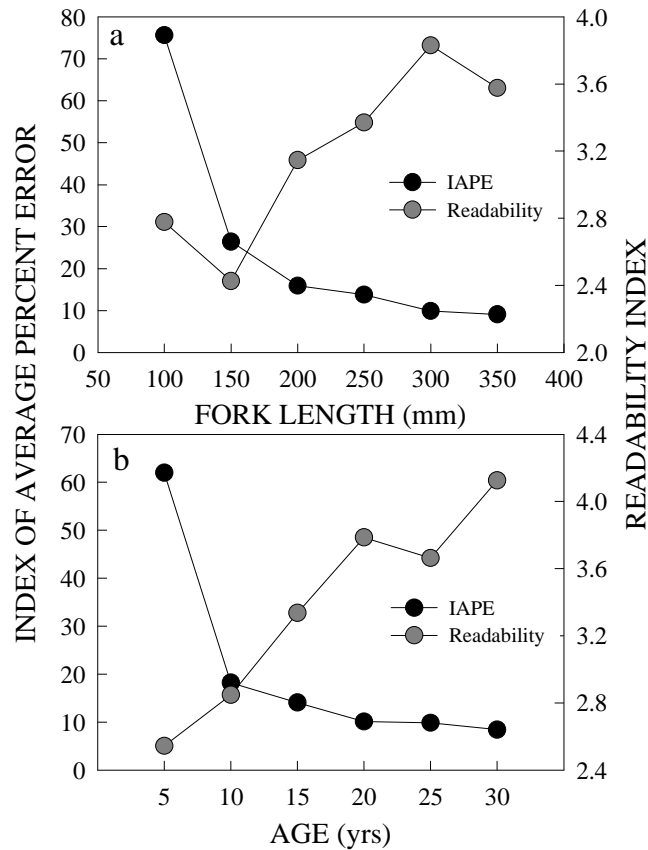 INDEX OF AVERAGE PERCENT ERROR
a
80
70
60
50
40
30
20
10
0
4.0
3.6
3.2
2.8
2.4
2.0
IAPE
Readability
50 100 150 200 250 300 350 400
FORK LENGTH (mm)
READABILITY INDEX
b
70
60
50
40
30
20
10
0
4.4
4.0
3.6
3.2
2.8
2.4
IAPE
Readability
5 10 15 20 25 30
AGE (yrs)